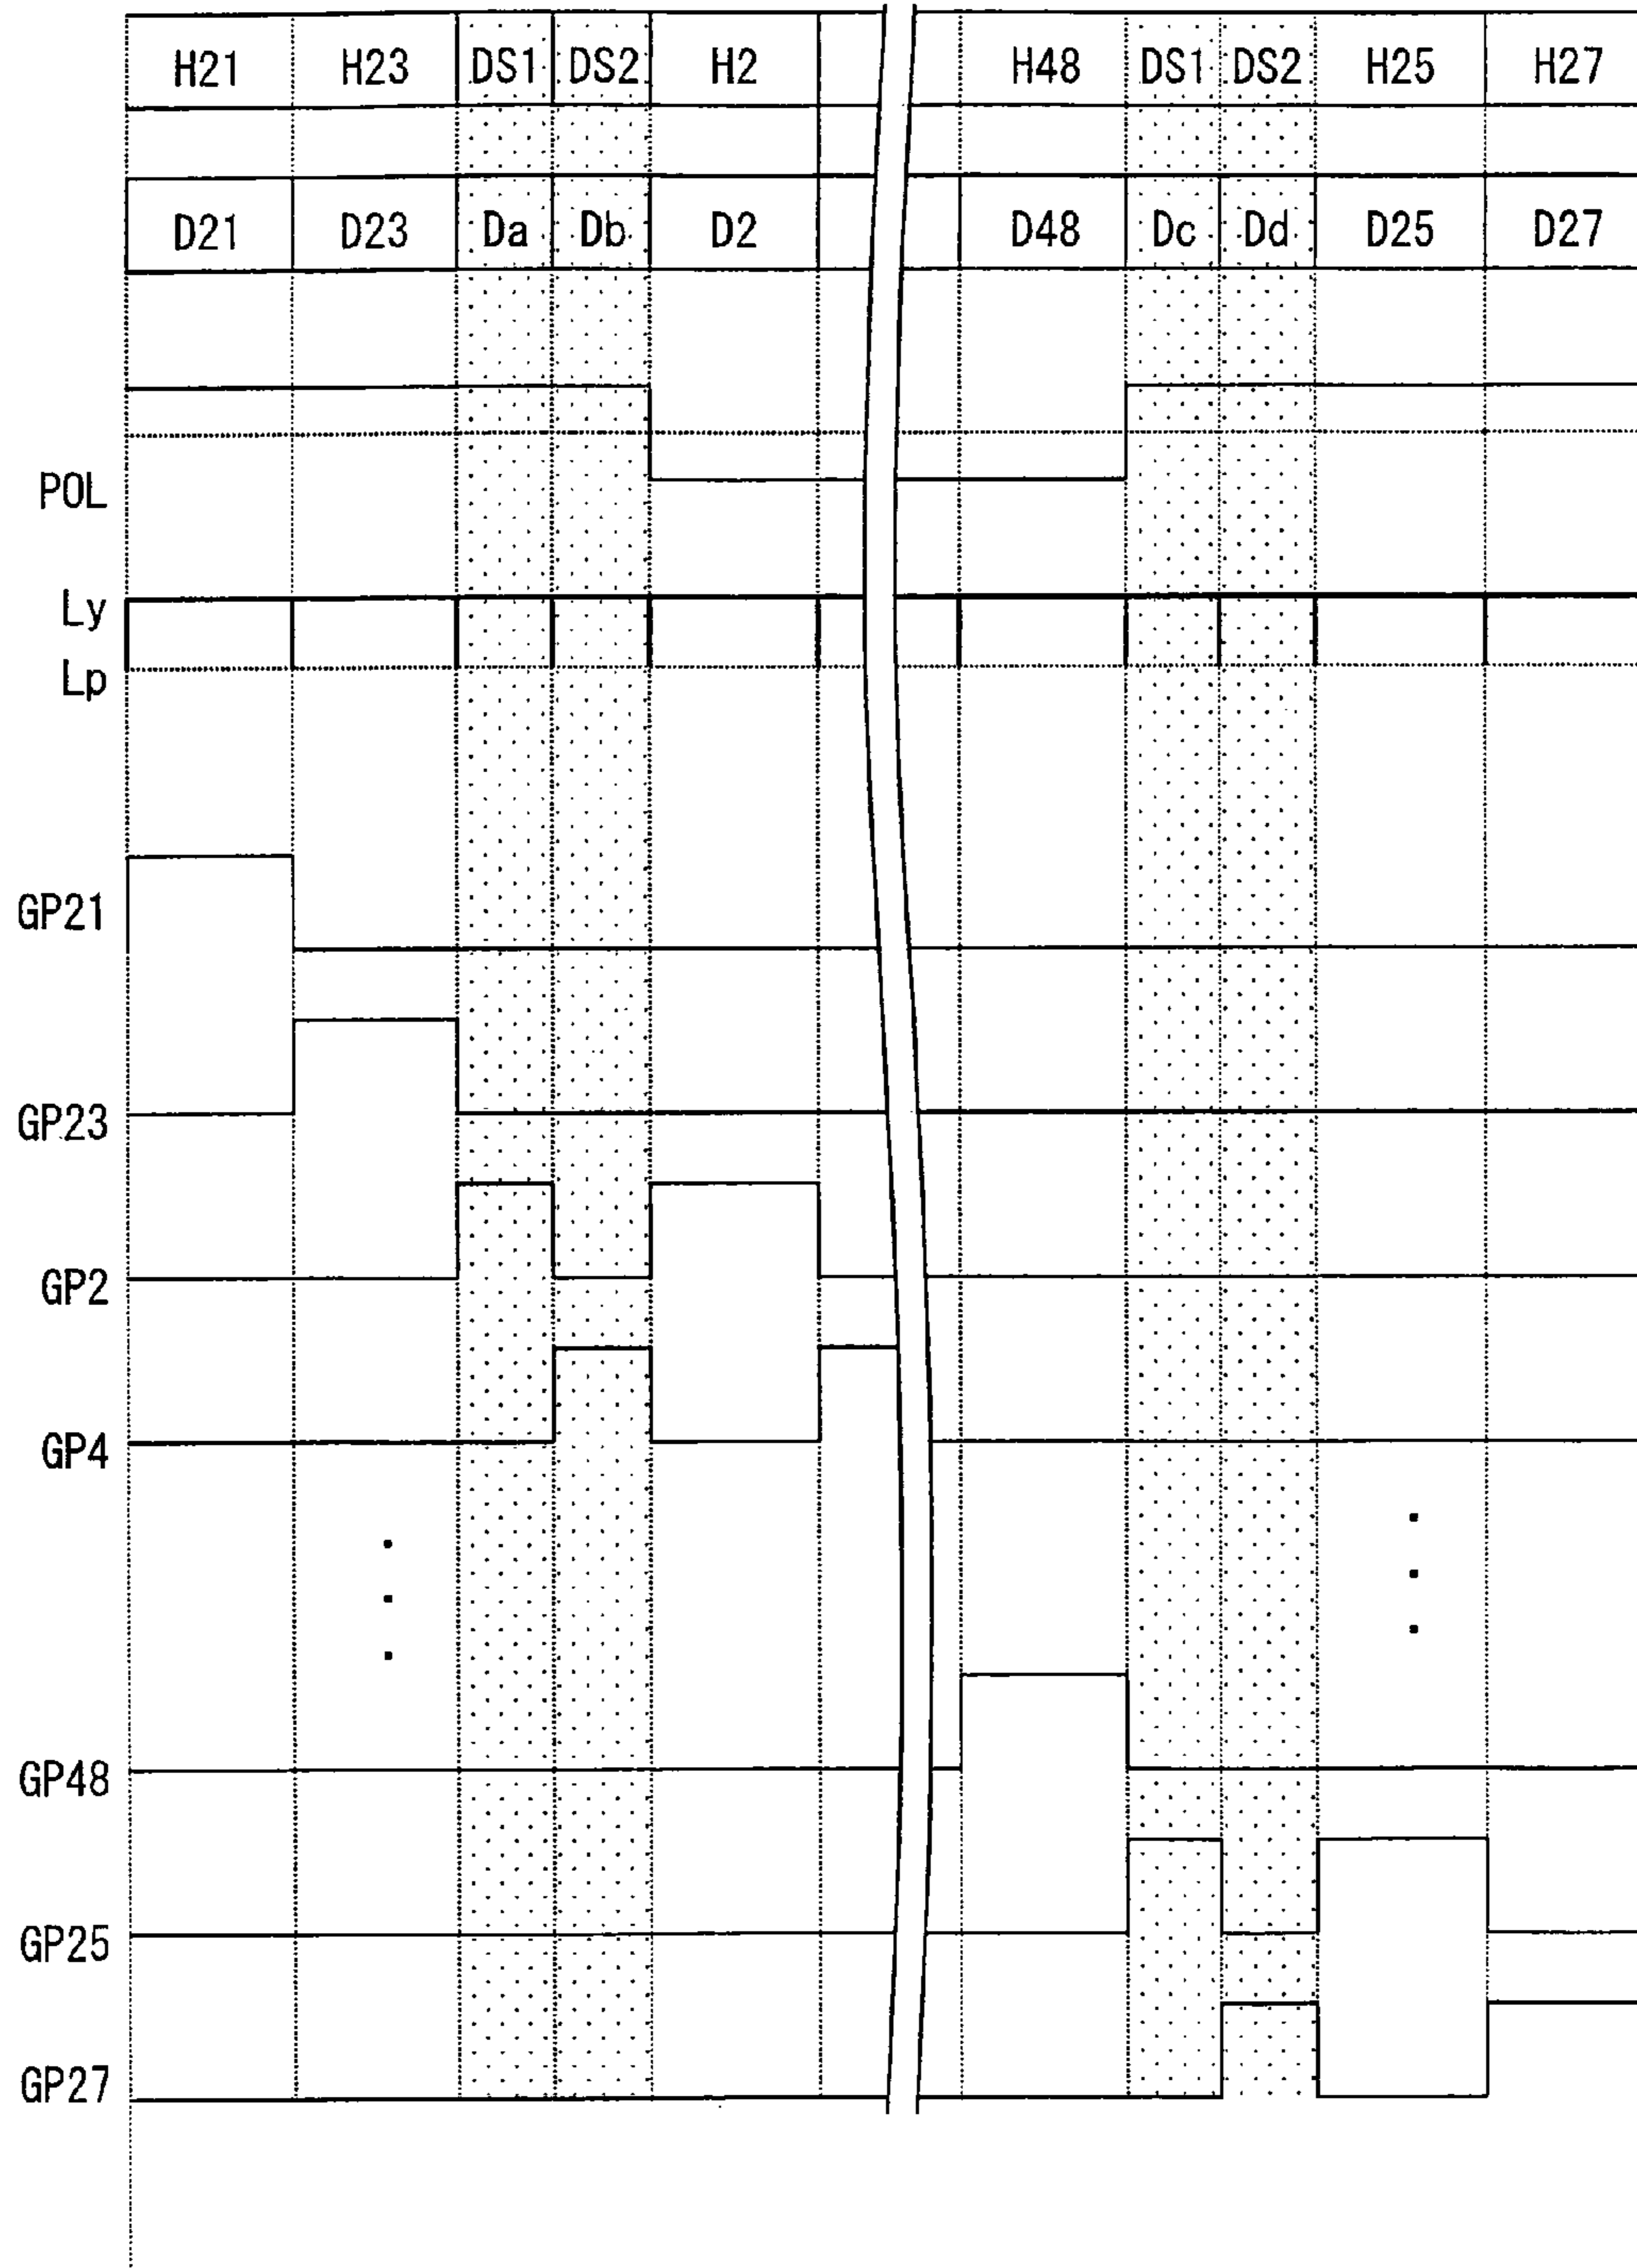 H21 H23 DS1 DS2 H2 H48 DS1 DS2 H25 H27
D21 D23 Da Db D2 D48 Dc Dd D25 D27
POL
Ly
Lp
GP21
GP23
GP2
GP4
GP48
GP25
GP27